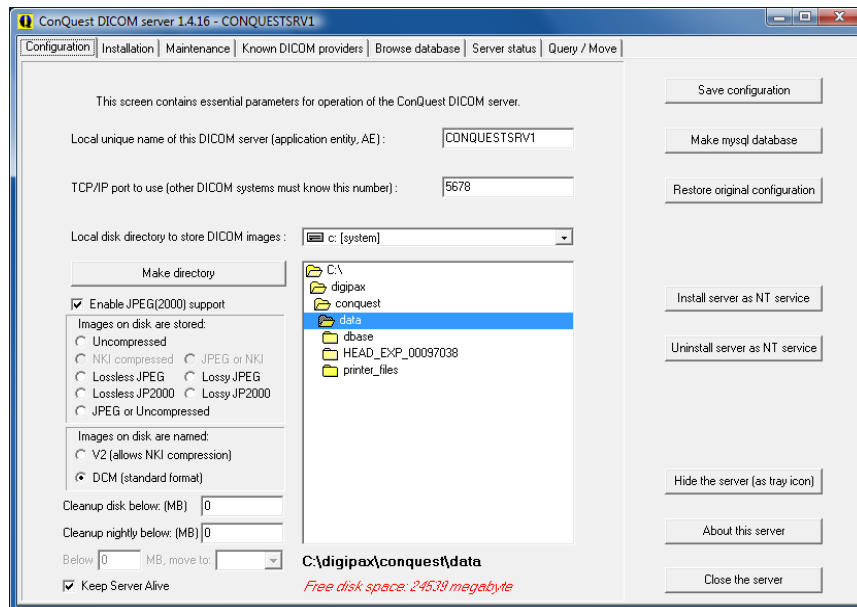 ConQuest DICOM server 1.4.16 - CONQUESTSRV1
Configuration Installation Maintenance Known DICOM providers Browse database Server status Query / Move
This screen contains essential parameters for operation of the ConQuest DICOM server.
Local unique name of this DICOM server (application entity, AE) : CONQUESTSRV1
TCP/IP port to use (other DICOM systems must know this number) : 5678
Local disk directory to store DICOM images : c: [system]
Make directory
Enable JPEG(2000) support
Images on disk are stored:
Uncompressed
NKI compressed JPEG or NKI
Lossless JPEG Lossy JPEG
Lossless JP2000 Lossy JP2000
JPEG or Uncompressed
Images on disk are named:
V2 (allows NKI compression)
DCM (standard format)
Cleanup disk below: (MB) 0
Cleanup nightly below: (MB) 0
Below 0 MB, move to:
Keep Server Alive
C:\
digipax
conquest
data
dbase
HEAD_EXP_00097038
printer_files
C:\digipax\conquest\data
Free disk space: 24539 megabyte
Save configuration
Make mysql database
Restore original configuration
Install server as NT service
Uninstall server as NT service
Hide the server (as tray icon)
About this server
Close the server